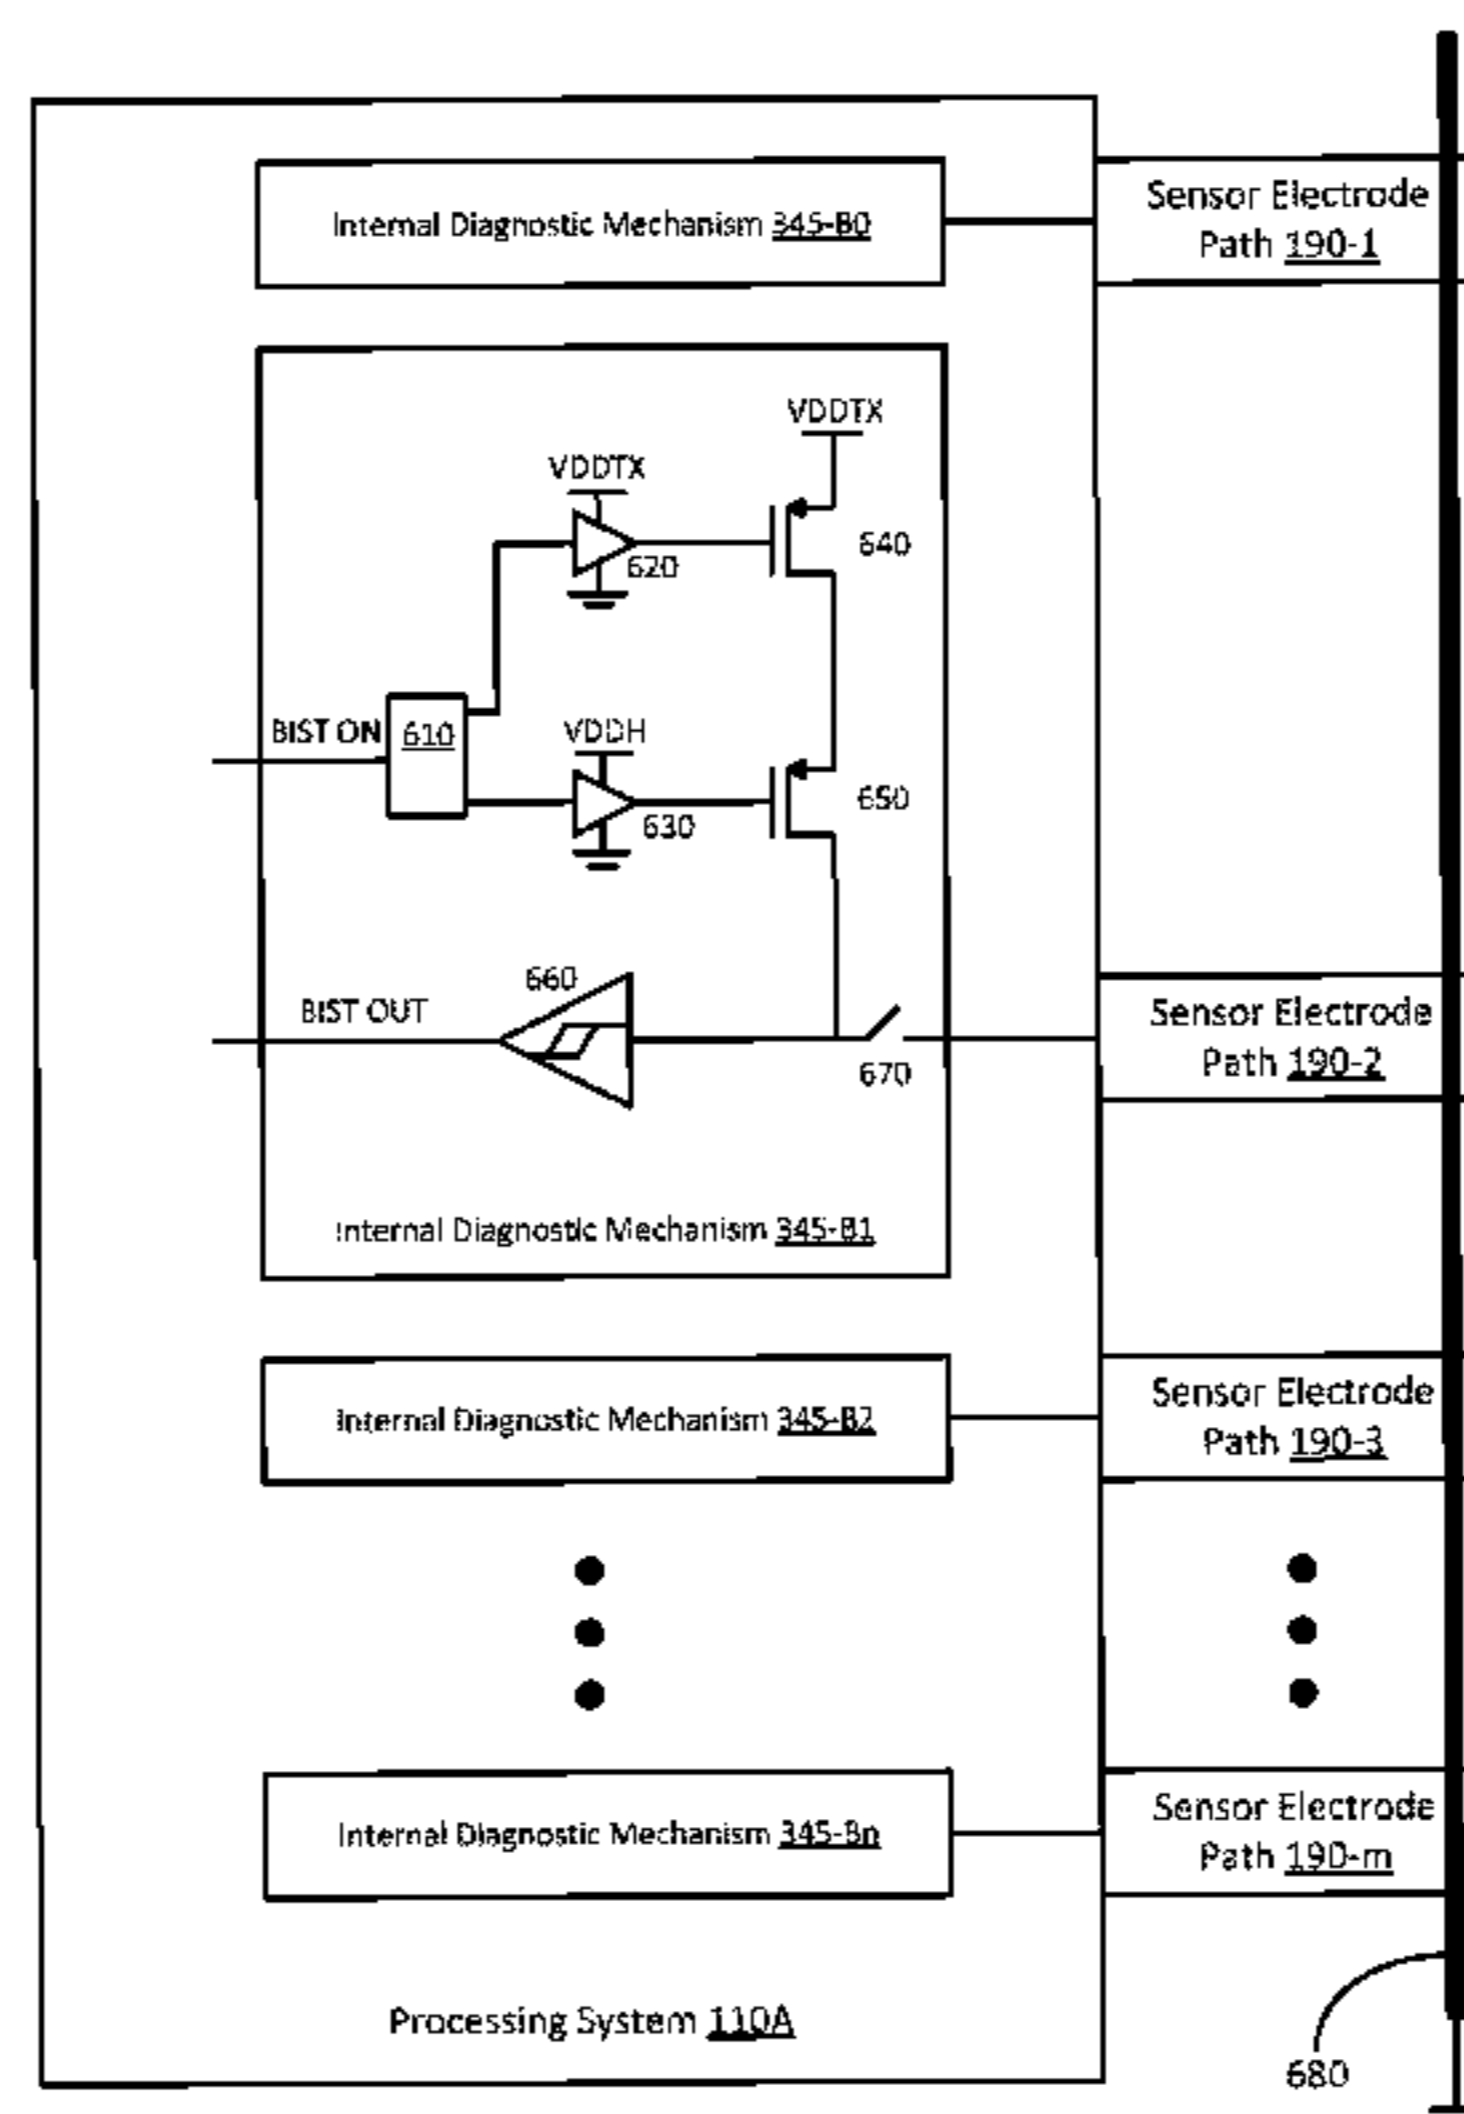 Internal Diagnostic Mechanism 345-B0
Sensor Electrode
Path 190-1
VDDTX
VDDTX
640
620
BIST ON
610
VDDH
650
630
660
BIST OUT
670
Sensor Electrode
Path 190-2
Internal Diagnostic Mechanism 345-B1
Internal Diagnostic Mechanism 345-B2
Sensor Electrode
Path 190-3
Internal Diagnostic Mechanism 345-Bn
Sensor Electrode
Path 190-m
Processing System 110A
680